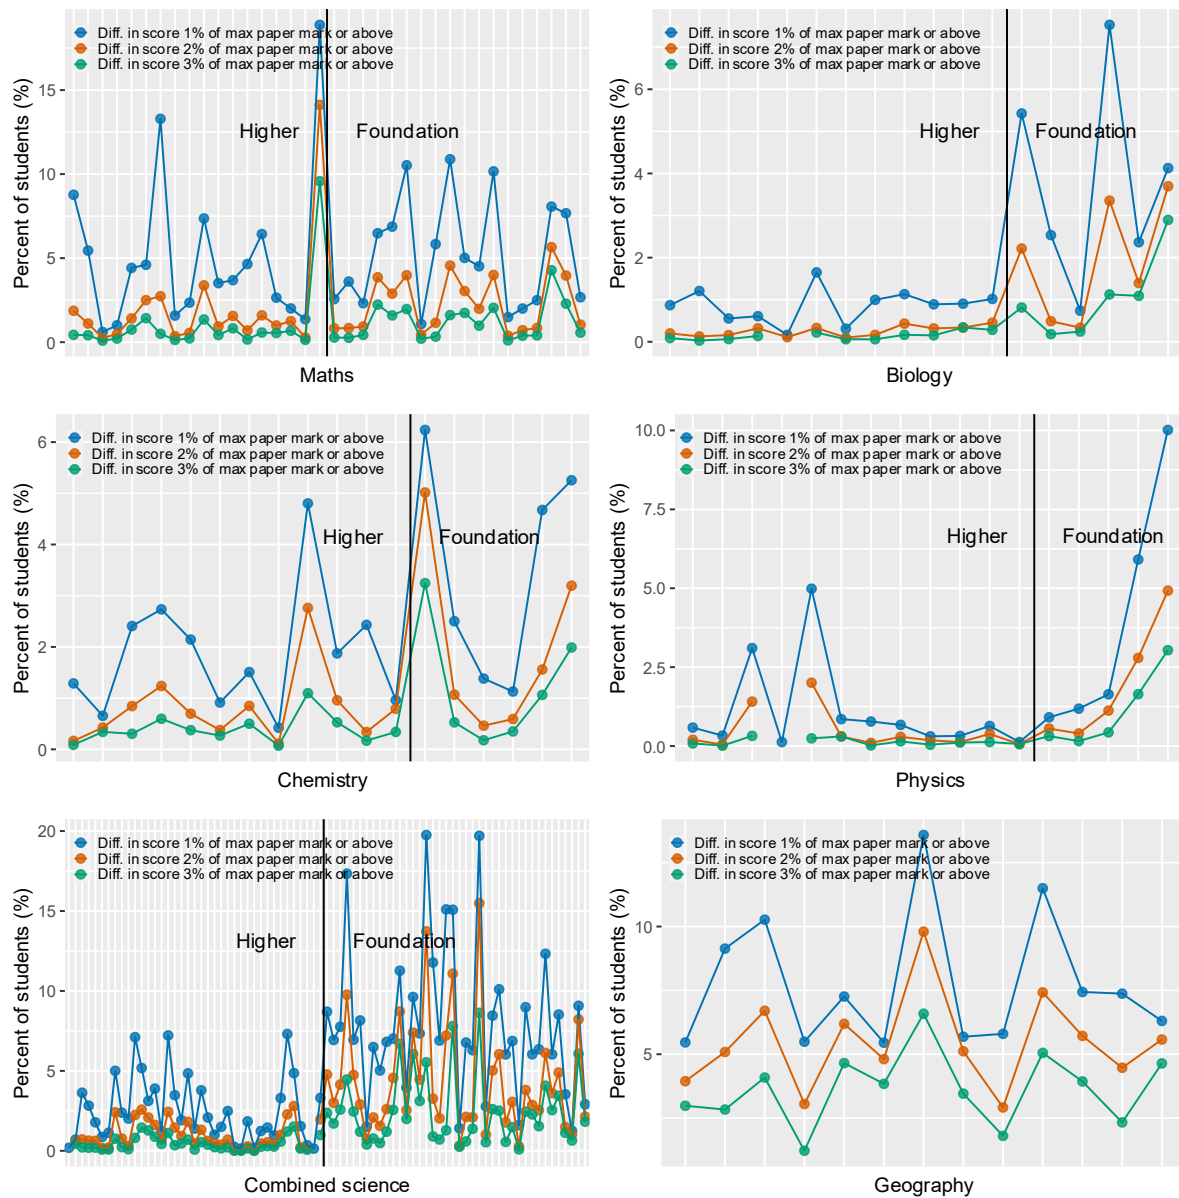 Diff. in score 1% of max paper mark or above
Diff. in score 2% of max paper mark or above
Diff. in score 3% of max paper mark or above
Higher
Foundation
Percent of students (%)
15
10
5
0
Maths
Diff. in score 1% of max paper mark or above
Diff. in score 2% of max paper mark or above
Diff. in score 3% of max paper mark or above
Higher
Foundation
Percent of students (%)
6
4
2
0
Biology
Diff. in score 1% of max paper mark or above
Diff. in score 2% of max paper mark or above
Diff. in score 3% of max paper mark or above
Higher
Foundation
Percent of students (%)
6
4
2
0
Chemistry
Diff. in score 1% of max paper mark or above
Diff. in score 2% of max paper mark or above
Diff. in score 3% of max paper mark or above
Higher
Foundation
Percent of students (%)
10.0
7.5
5.0
2.5
0.0
Physics
Diff. in score 1% of max paper mark or above
Diff. in score 2% of max paper mark or above
Diff. in score 3% of max paper mark or above
Higher
Foundation
Percent of students (%)
20
15
10
5
0
Combined science
Diff. in score 1% of max paper mark or above
Diff. in score 2% of max paper mark or above
Diff. in score 3% of max paper mark or above
Percent of students (%)
10
5
Geography